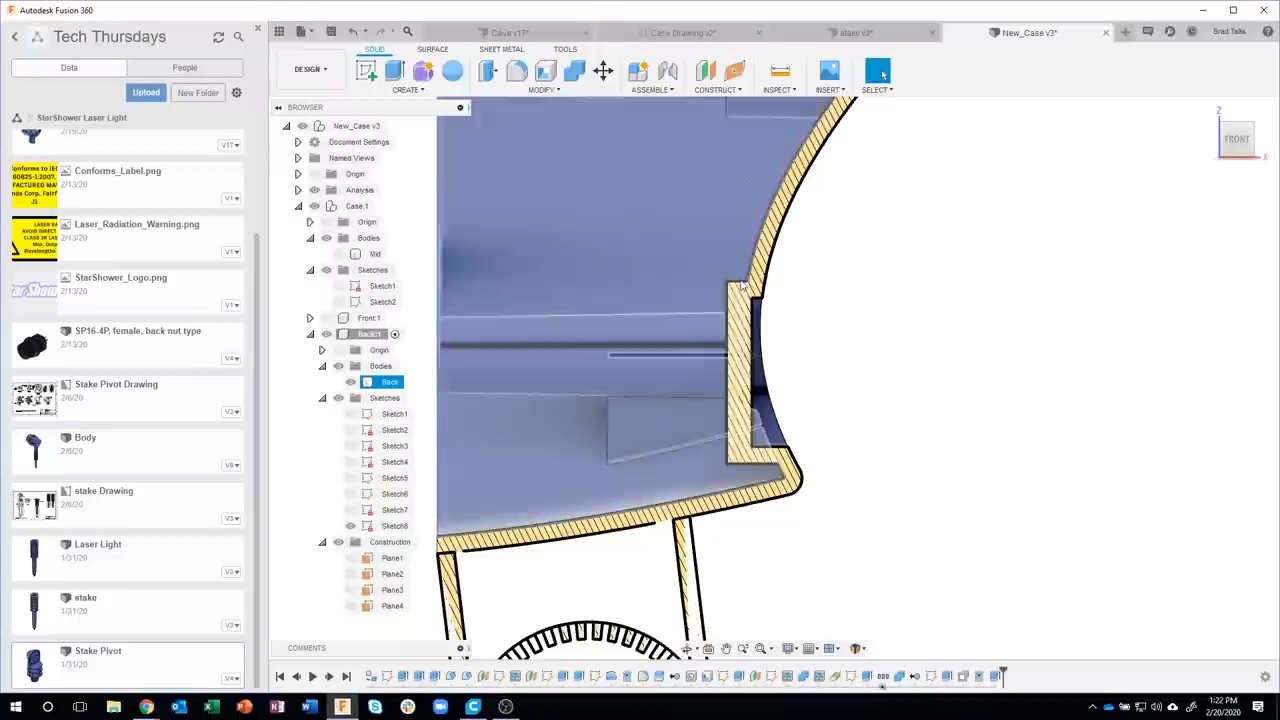 Autodesk Fusion 360
Tech Thursdays
Case v17*
Case Drawing v2*
stake v3*
New_Case v3*
Brad Tallis
Data
People
Upload
New Folder
StarShower Laser Light
DESIGN
SOLID
SURFACE
SHEET METAL
TOOLS
CREATE
MODIFY
ASSEMBLE
CONSTRUCT
INSPECT
INSERT
SELECT
BROWSER
2/19/20
V17
Conforms_Label.png
2/13/20
V1
Laser_Radiation_Warning.png
2/13/20
V1
StarShower_Logo.png
2/13/20
V1
SP16-4P, female, back nut type
2/13/20
V4
Stake Pivot Drawing
2/6/20
V3
Body
2/6/20
V8
stake Drawing
2/6/20
Laser Light
1/31/20
V3
stake
1/31/20
V3
Stake Pivot
1/31/20
V4
New_Case v3
Document Settings
Named Views
Origin
Analysis
Case:1
Origin
Bodies
Mid
Sketches
Sketch1
Sketch2
Front:1
Back:1
Origin
Bodies
Back
Sketches
Sketch1
Sketch2
Sketch3
Sketch4
Sketch5
Sketch6
Sketch7
Sketch8
Construction
Plane1
Plane2
Plane3
Plane4
COMMENTS
Z
FRONT
X
1:22 PM
2/20/2020